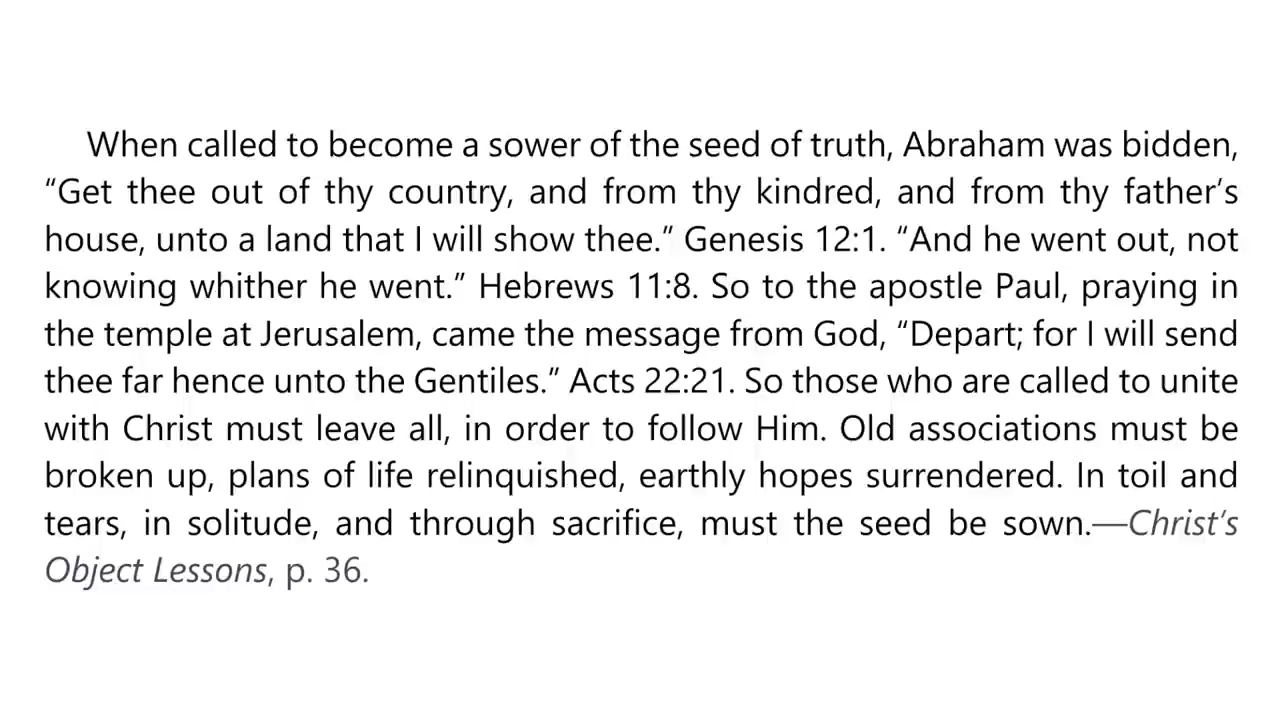 When called to become a sower of the seed of truth, Abraham was bidden,
“Get thee out of thy country, and from thy kindred, and from thy father’s
house, unto a land that I will show thee.” Genesis 12:1. “And he went out, not
knowing whither he went.” Hebrews 11:8. So to the apostle Paul, praying in
the temple at Jerusalem, came the message from God, “Depart; for I will send
thee far hence unto the Gentiles.” Acts 22:21. So those who are called to unite
with Christ must leave all, in order to follow Him. Old associations must be
broken up, plans of life relinquished, earthly hopes surrendered. In toil and
tears, in solitude, and through sacrifice, must the seed be sown.—Christ’s
Object Lessons, p. 36.